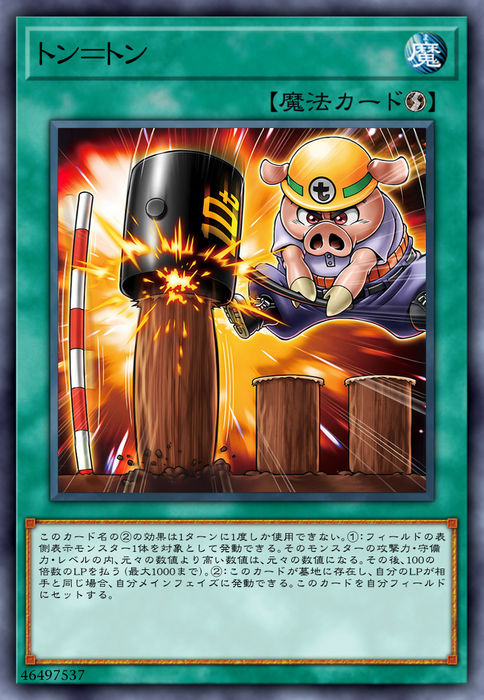 トン=トン
魔
【魔法カード】
10t
t
このカード名の②の効果は1ターンに1度しか使用できない。①:フィールドの表
側表示モンスター1体を対象として発動できる。そのモンスターの攻撃力・守備
力・レベルの内、元々の数値より高い数値は、元々の数値になる。その後、100の
倍数のLPを払う(最大1000まで)。②:このカードが墓地に存在し、自分のLPが相
手と同じ場合、自分メインフェイズに発動できる。このカードを自分フィールド
にセットする。
46497537